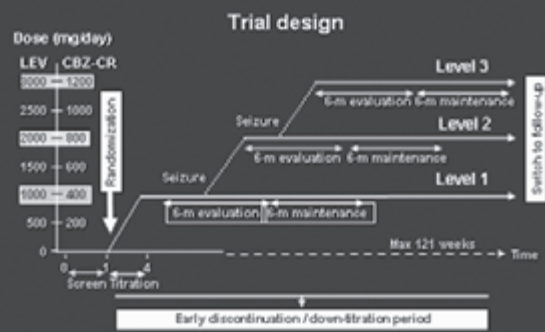 Trial design
Dose (mg/day)
LEV CBZ-CR
3000 1200
2500 1000
2000 800
1500 600
1000 400
500 200
0
Randomization
Level 3
6-m evaluation 6-m maintenance
Seizure
Level 2
6-m evaluation 6-m maintenance
Seizure
Level 1
6-m evaluation 6-m maintenance
Switch to follow-up
Max 121 weeks
Time
0 1 4
Screen Titration
Early discontinuation / down-titration period